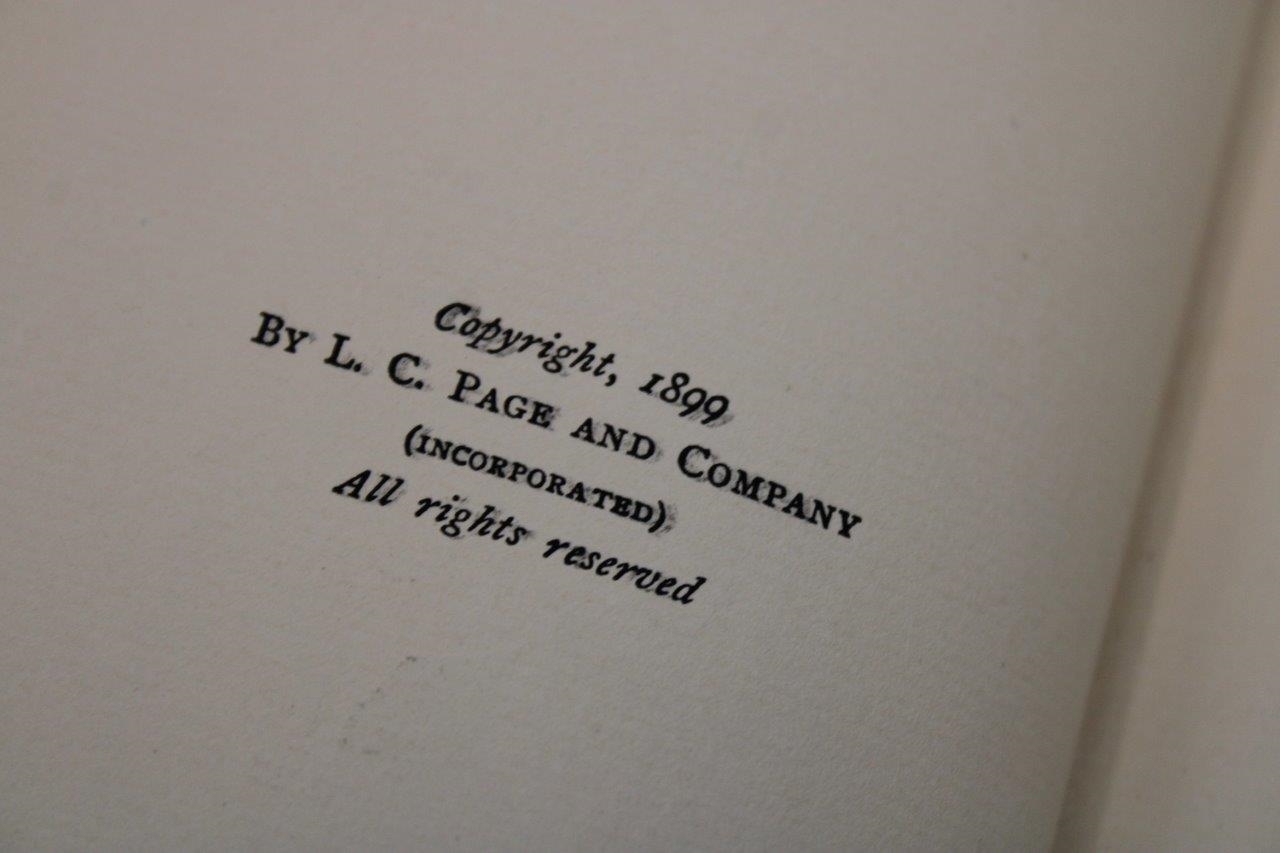 Copyright, 1899
BY L. C. PAGE AND COMPANY
(INCORPORATED)
All rights reserved